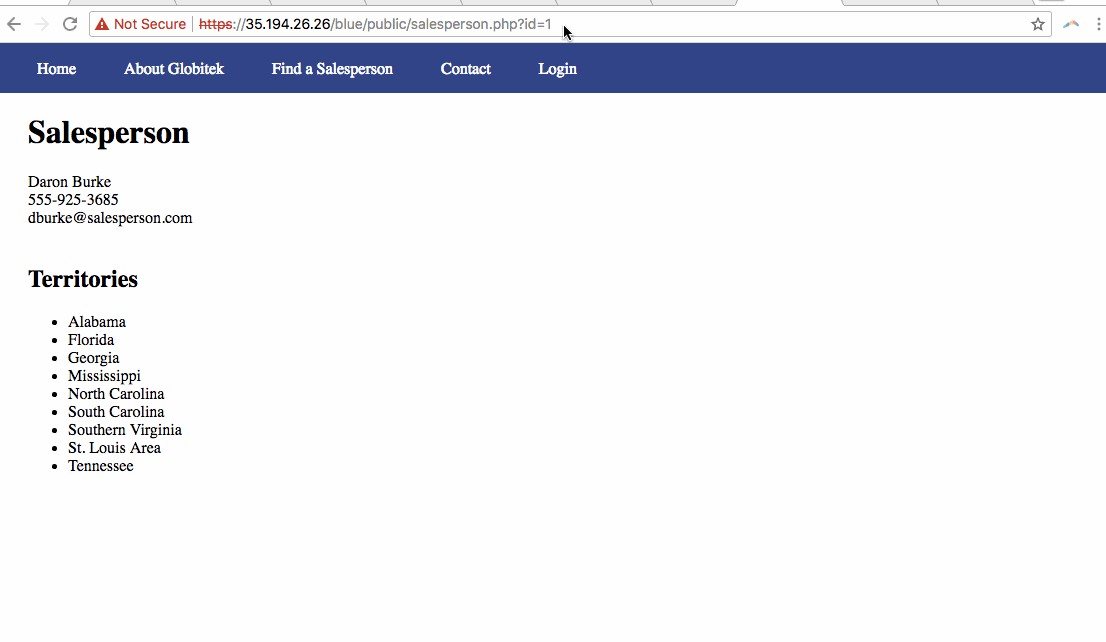 Not Secure | https://35.194.26.26/blue/public/salesperson.php?id=1
Home About Globitek Find a Salesperson Contact Login
Salesperson
Daron Burke
555-925-3685
dburke@salesperson.com
Territories
• Alabama
• Florida
• Georgia
• Mississippi
• North Carolina
• South Carolina
• Southern Virginia
• St. Louis Area
• Tennessee